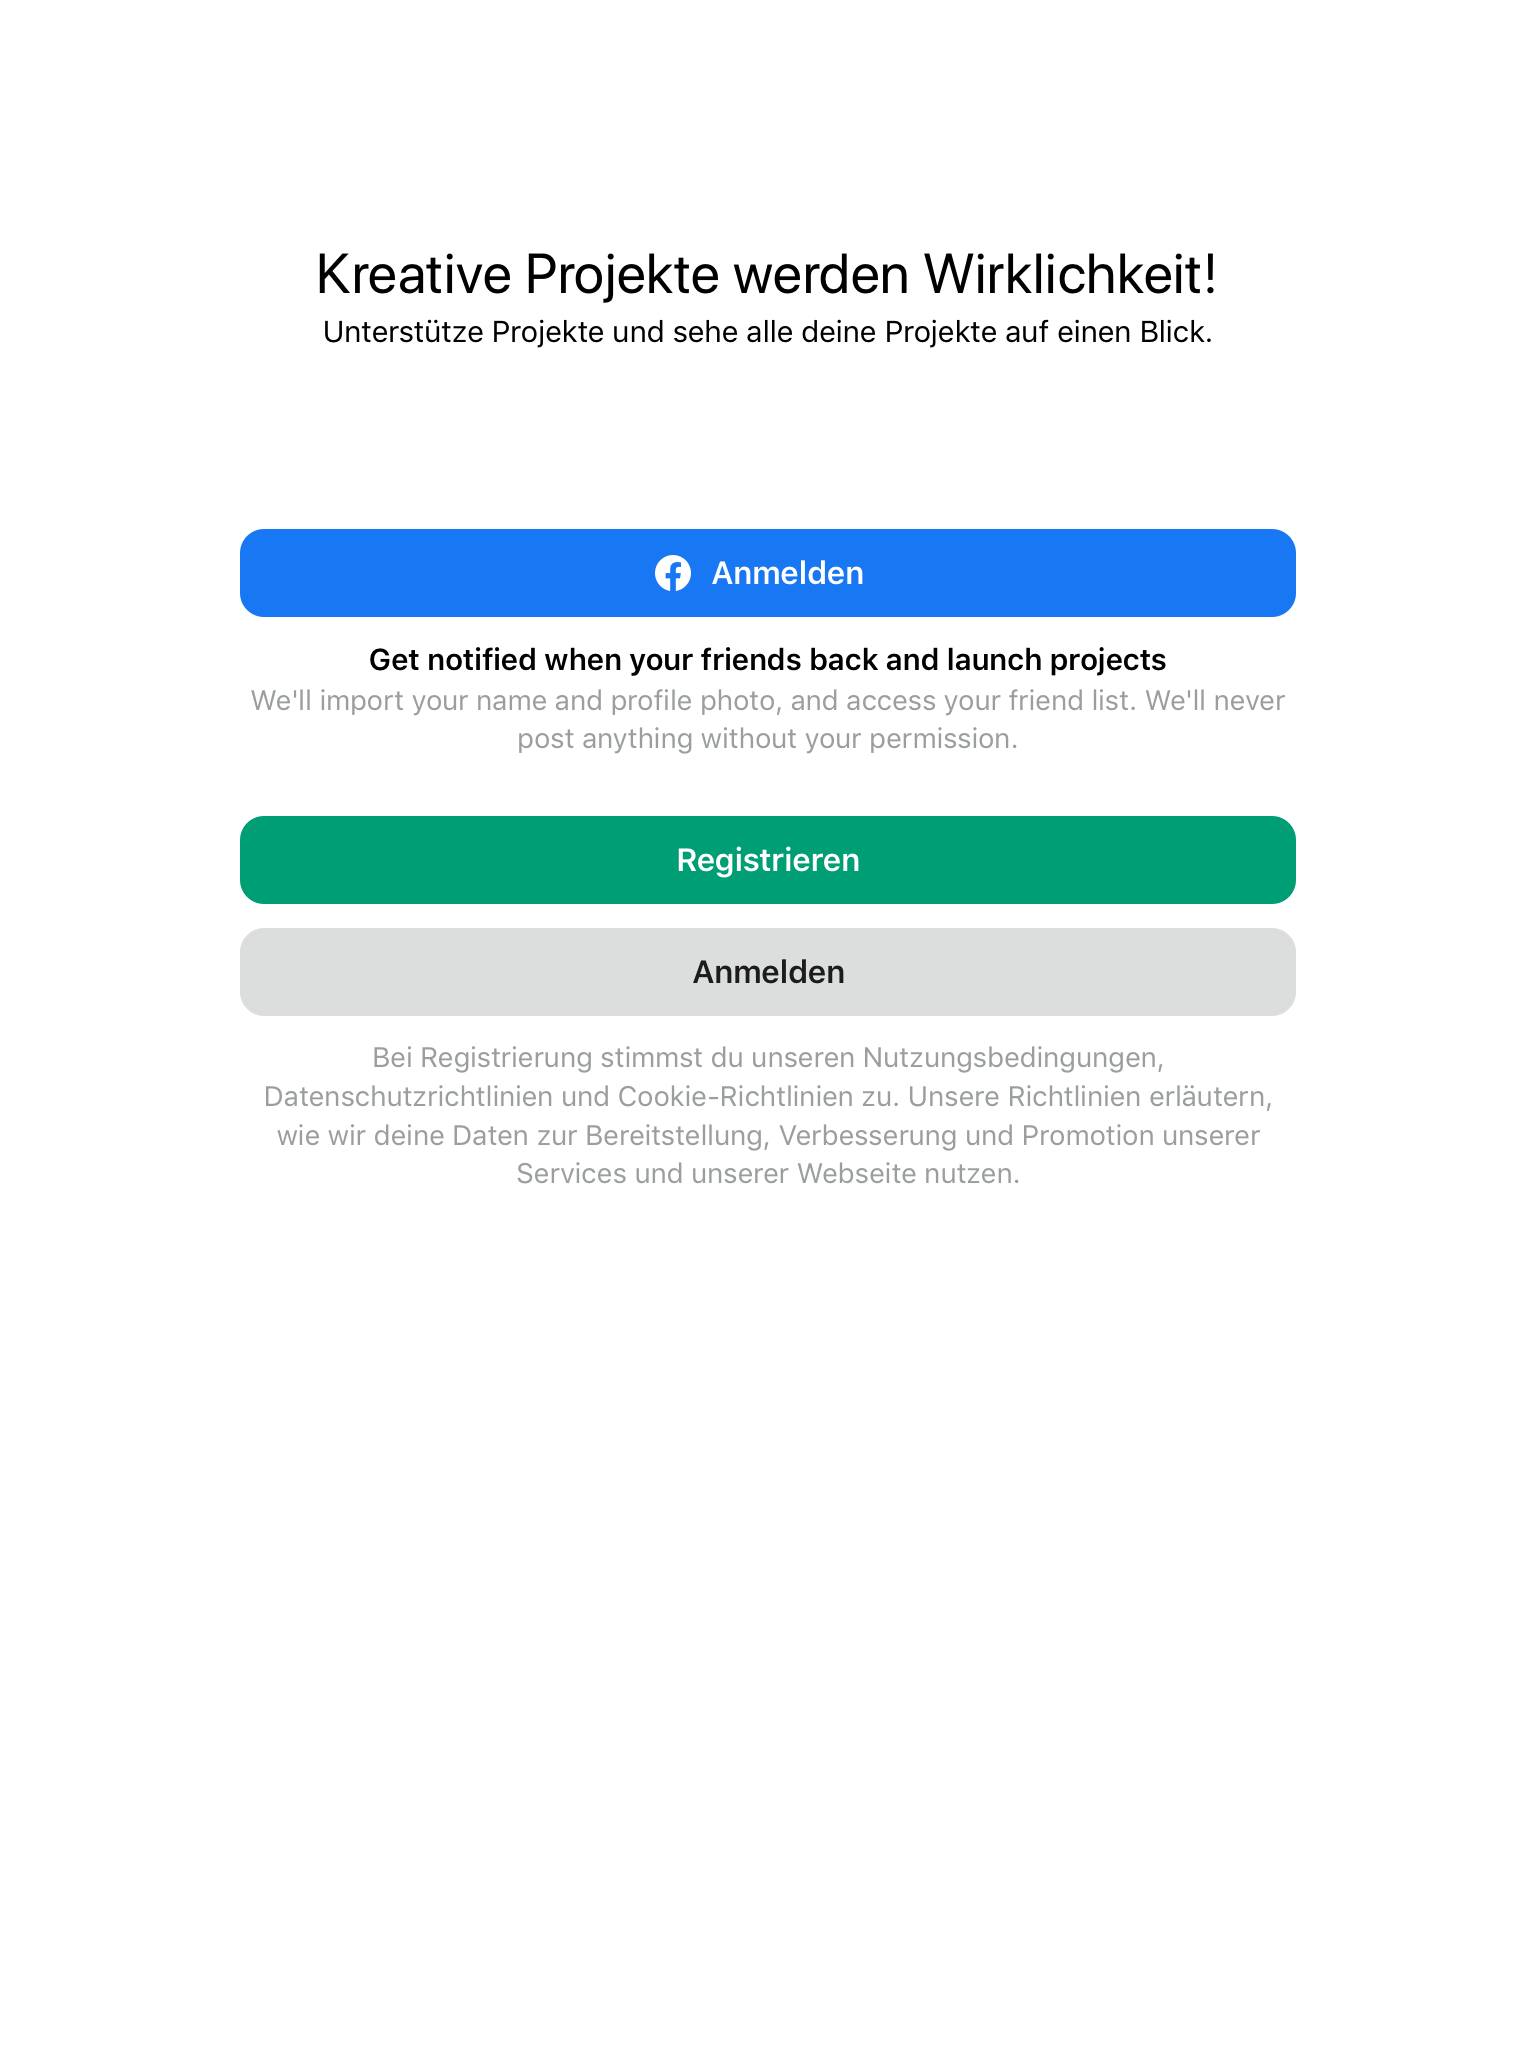 Kreative Projekte werden Wirklichkeit!
Unterstütze Projekte und sehe alle deine Projekte auf einen Blick.
Anmelden
Get notified when your friends back and launch projects
We'll import your name and profile photo, and access your friend list. We'll never
post anything without your permission.
Registrieren
Anmelden
Bei Registrierung stimmst du unseren Nutzungsbedingungen,
Datenschutzrichtlinien und Cookie-Richtlinien zu. Unsere Richtlinien erläutern,
wie wir deine Daten zur Bereitstellung, Verbesserung und Promotion unserer
Services und unserer Webseite nutzen.